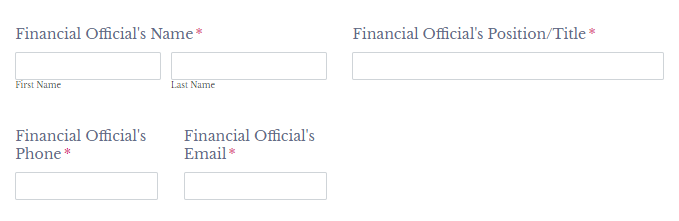 Financial Official's Name *
Financial Official's Position/Title *
First Name
Last Name
Financial Official's
Phone *
Financial Official's
Email *